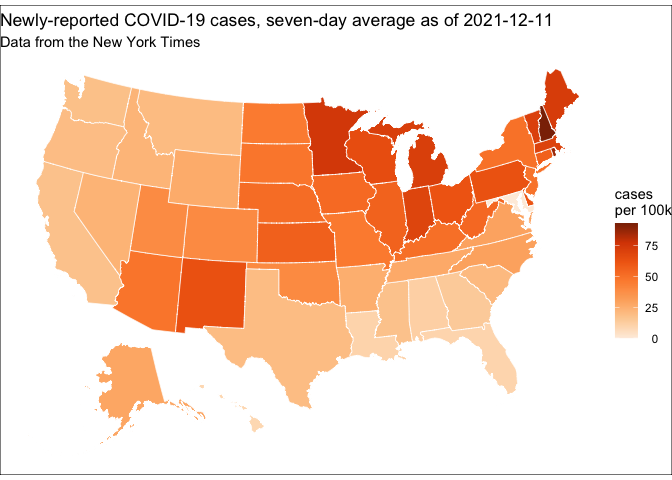 Newly-reported COVID-19 cases, seven-day average as of 2021-12-11
Data from the New York Times
cases
per 100k
75
50
25
0